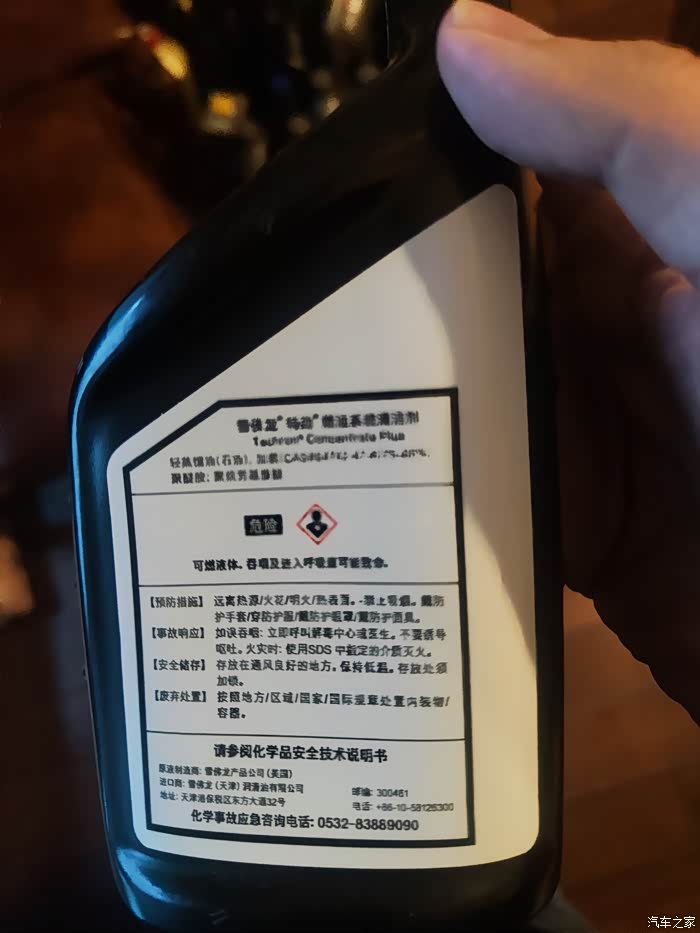 雪佛龙® 特劲® 燃油系统清洁剂
Techron® Concentrate Plus
轻蒸馏油(石油), 加氢
聚醚胺;
危险
可燃液体。吞咽及进入呼吸道可能致命。
【预防措施】 远离热源/火花/明火/热表面。-禁止吸烟。戴防
护手套/穿防护服/戴防护眼罩/戴防护面具。
【事故响应】 如误吞咽: 立即呼叫解毒中心或医生。不要诱导
呕吐。火灾时: 使用SDS 中指定的介质灭火。
【安全储存】 存放在通风良好的地方。保持低温。存放处须
加锁。
【废弃处置】 按照地方/区域/国家/国际规章处置内装物/
容器。
请参阅化学品安全技术说明书
原液制造商: 雪佛龙产品公司 (美国)
进口商: 雪佛龙 (天津) 润滑油有限公司 邮编: 300461
地址: 天津港保税区东方大道32号 电话: +86-10-58126300
化学事故应急咨询电话: 0532-83889090
汽车之家